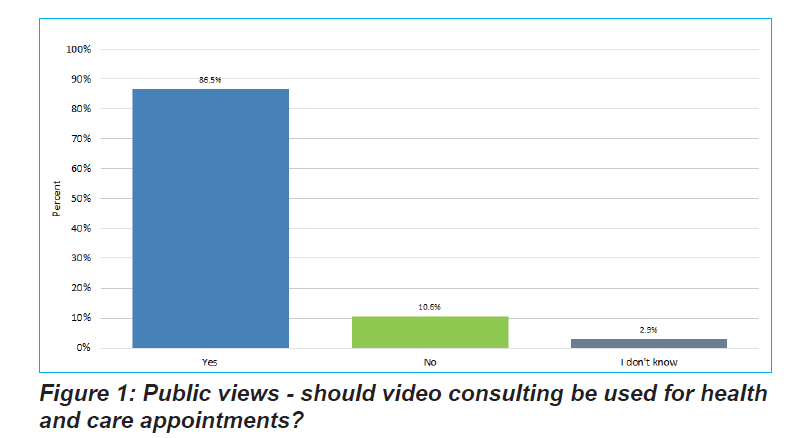 100%
90%
80%
70%
60%
50%
40%
30%
20%
10%
0%
Percent
86.5%
10.6%
2.9%
Yes
No
I don't know
Figure 1: Public views - should video consulting be used for health
and care appointments?